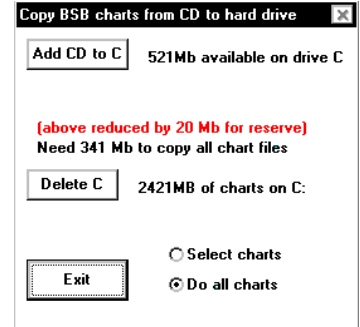 Copy BSB charts from CD to hard drive
Add CD to C
521Mb available on drive C
(above reduced by 20 Mb for reserve)
Need 341 Mb to copy all chart files
Delete C
2421MB of charts on C:
Select charts
Exit
Do all charts